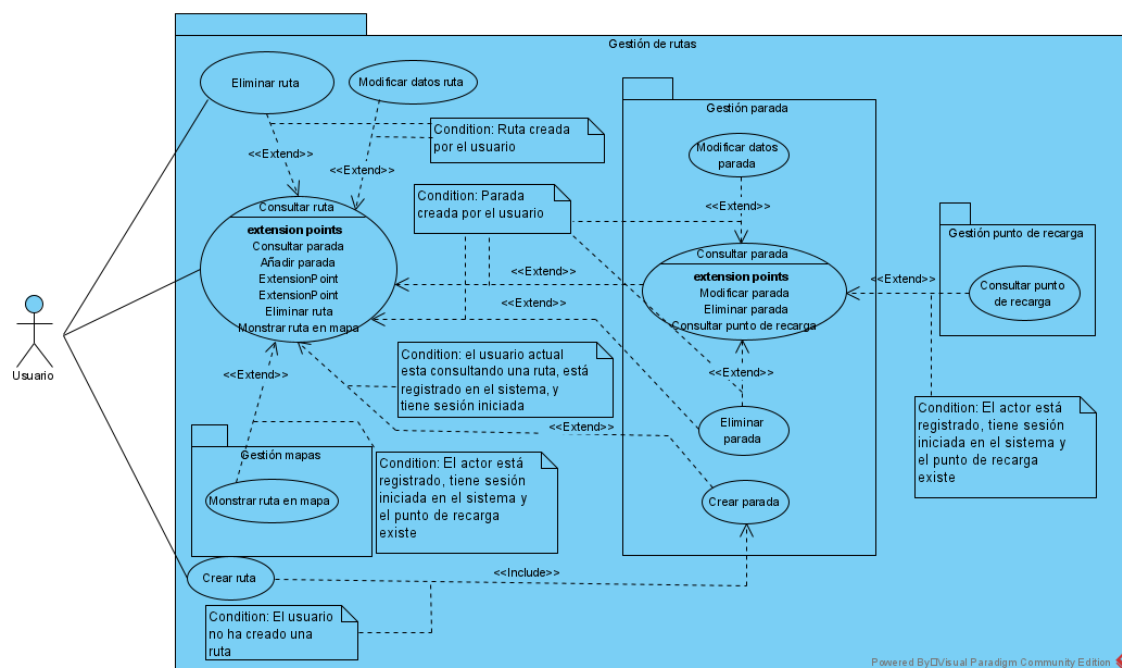 Gestión de rutas
Eliminar ruta
Modificar datos ruta
Gestión parada
Condition: Ruta creada
por el usuario
<<Extend>>
<<Extend>>
Modificar datos
parada
Condition: Parada
creada por el usuario
<<Extend>>
Consultar ruta
extension points
Consultar parada
Añadir parada
ExtensionPoint
ExtensionPoint
Eliminar ruta
Monstrar ruta en mapa
<<Extend>>
<<Extend>>
Consultar parada
extension points
Modificar parada
Eliminar parada
Consultar punto de recarga
<<Extend>>
Gestión punto de recarga
Consultar punto
de recarga
Usuario
<<Extend>>
Condition: el usuario actual
esta consultando una ruta, está
registrado en el sistema, y
tiene sesión iniciada
<<Extend>>
Eliminar
parada
<<Extend>>
Condition: El actor está
registrado, tiene sesión
iniciada en el sistema y
el punto de recarga
existe
Gestión mapas
Monstrar ruta en mapa
Condition: El actor está
registrado, tiene sesión
iniciada en el sistema y
el punto de recarga
existe
Crear parada
Crear ruta
<<Include>>
Condition: El usuario
no ha creado una
ruta
Powered By Visual Paradigm Community Edition